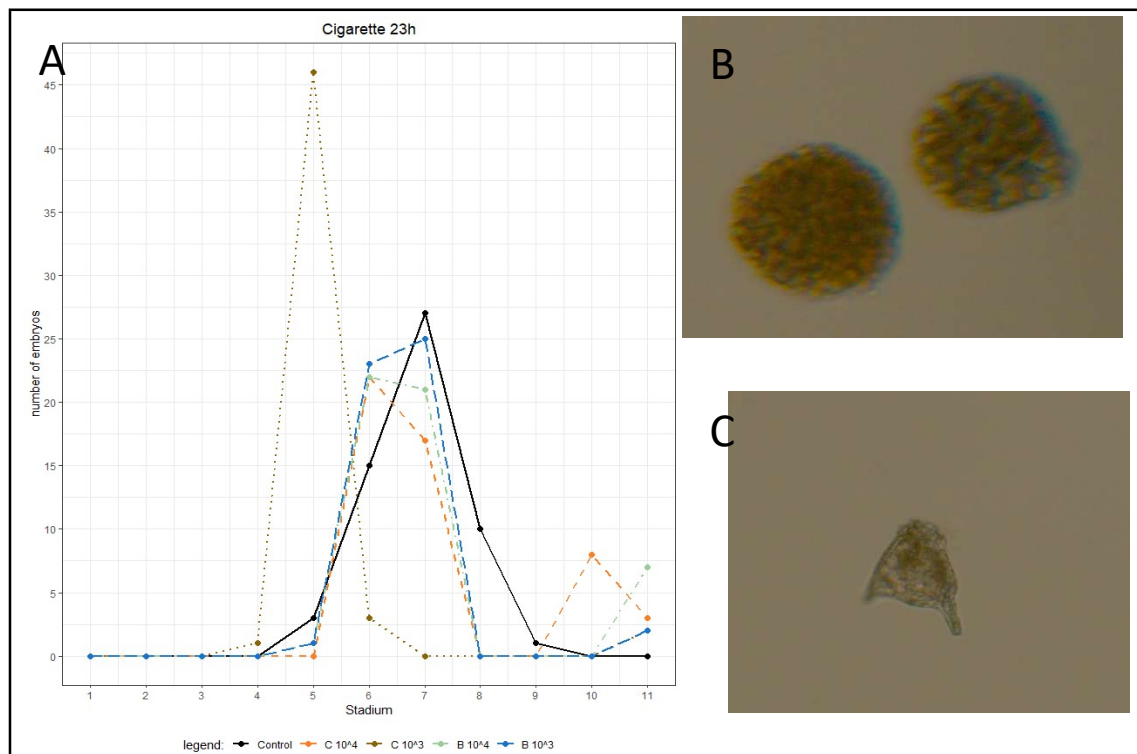 Cigarette 23h
A
B
C
number of embryos
45
40
35
30
25
20
15
10
5
0
1 2 3 4 5 6 7 8 9 10 11
Stadium
legend: Control C 10^4 C 10^3 B 10^4 B 10^3